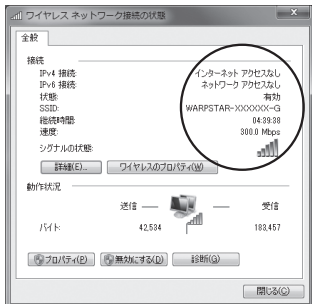 ワイヤレス ネットワーク接続の状態
全般
接続
IPv4 接続: インターネット アクセスなし
IPv6 接続: ネットワーク アクセスなし
状態: 有効
SSID: WARPSTAR-XXXXXX-G
継続時間: 04:39:38
速度: 300.0 Mbps
シグナルの状態:
詳細(E)... ワイヤレスのプロパティ(W)
動作状況
送信 — 受信
バイト: 42,534 183,457
プロパティ(P) 無効にする(D) 診断(G)
閉じる(C)